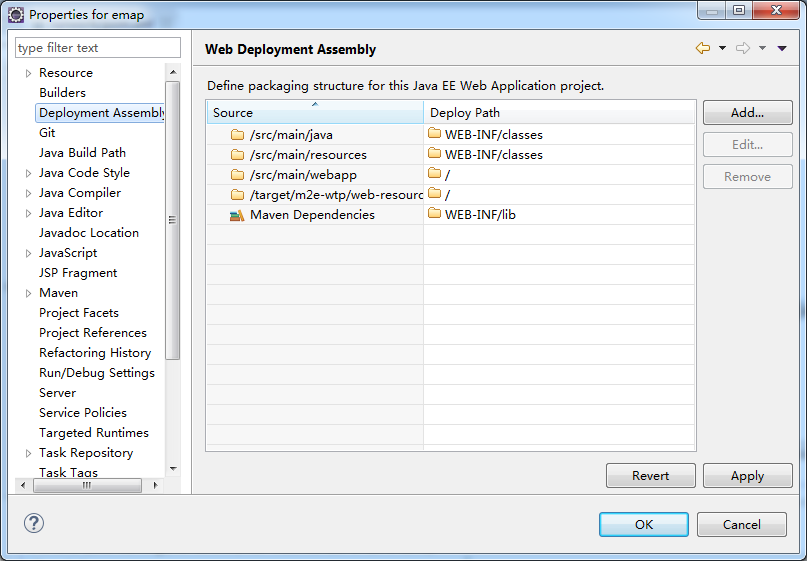 Properties for emap
type filter text
Resource
Builders
Deployment Assembly
Git
Java Build Path
Java Code Style
Java Compiler
Java Editor
Javadoc Location
JavaScript
JSP Fragment
Maven
Project Facets
Project References
Refactoring History
Run/Debug Settings
Server
Service Policies
Targeted Runtimes
Task Repository
Task Tags
Web Deployment Assembly
Define packaging structure for this Java EE Web Application project.
Source Deploy Path
/src/main/java WEB-INF/classes
/src/main/resources WEB-INF/classes
/src/main/webapp /
/target/m2e-wtp/web-resourc /
Maven Dependencies WEB-INF/lib
Add...
Edit...
Remove
Revert Apply
? OK Cancel